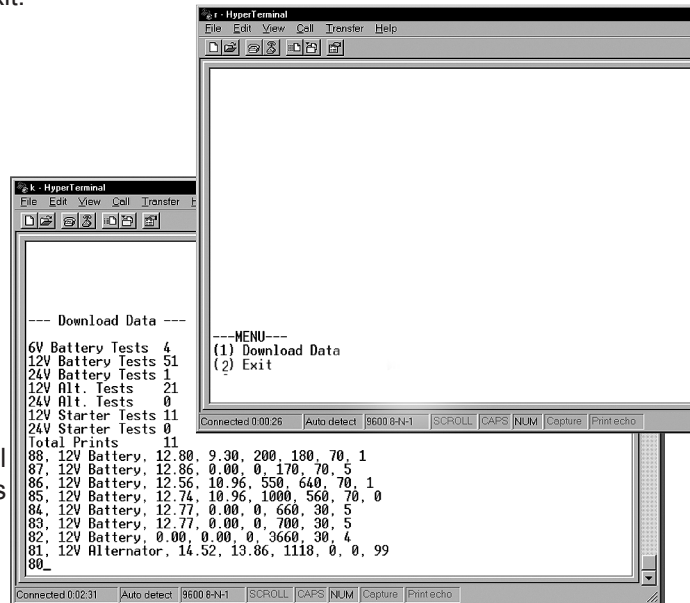 kit.
r - HyperTerminal
File Edit View Call Transfer Help
---MENU---
(1) Download Data
(2) Exit
Connected 0:00:26 Auto detect 9600 8-N-1 SCROLL CAPS NUM Capture Print echo
k - HyperTerminal
File Edit View Call Transfer
--- Download Data ---
6V Battery Tests 4
12V Battery Tests 51
24V Battery Tests 1
12V Alt. Tests 21
24V Alt. Tests 0
12V Starter Tests 11
24V Starter Tests 0
Total Prints 11
88, 12V Battery, 12.80, 9.30, 200, 180, 70, 1
87, 12V Battery, 12.86, 0.00, 0, 170, 70, 5
86, 12V Battery, 12.56, 10.96, 550, 640, 70, 1
85, 12V Battery, 12.74, 10.96, 1000, 560, 70, 0
84, 12V Battery, 12.77, 0.00, 0, 660, 30, 5
83, 12V Battery, 12.77, 0.00, 0, 700, 30, 5
82, 12V Battery, 0.00, 0.00, 0, 3660, 30, 4
81, 12V Alternator, 14.52, 13.86, 1118, 0, 0, 99
80_
Connected 0:02:31 Auto detect 9600 8-N-1 SCROLL CAPS NUM Capture Print echo